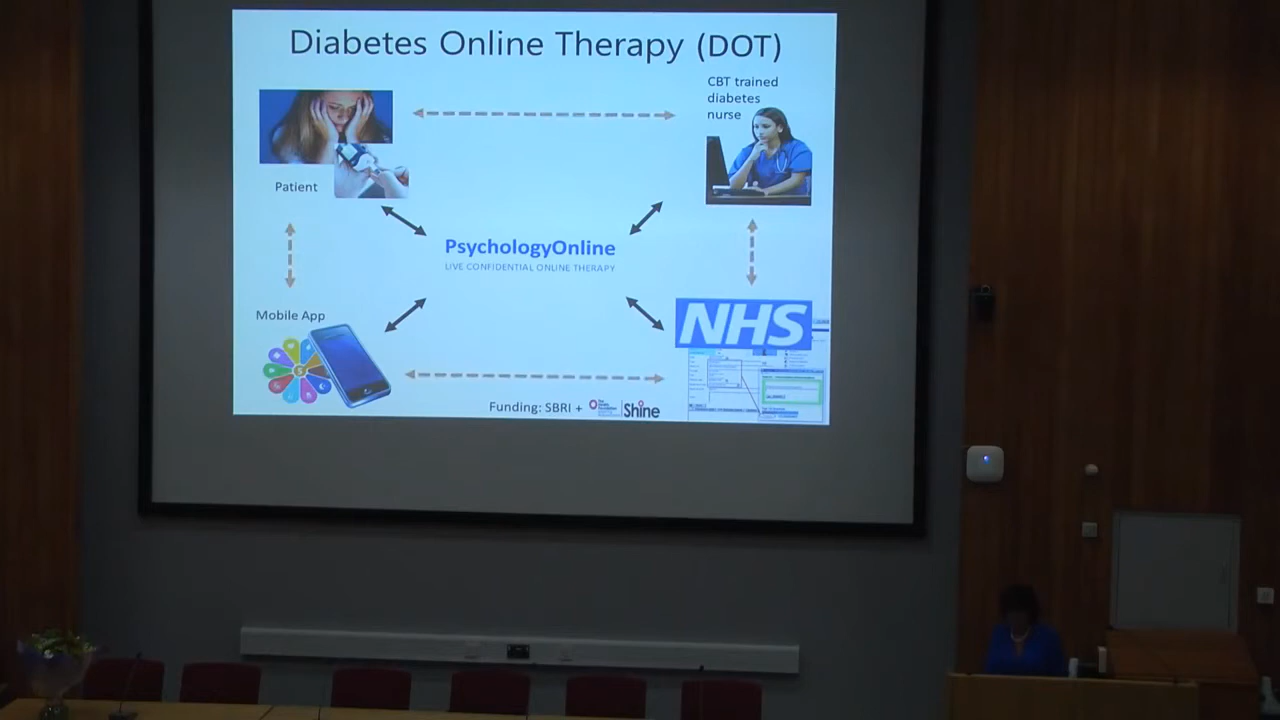 Diabetes Online Therapy (DOT)
CBT trained
diabetes
nurse
Patient
PsychologyOnline
LIVE CONFIDENTIAL ONLINE THERAPY
Mobile App
NHS
Funding: SBRI +
Shine